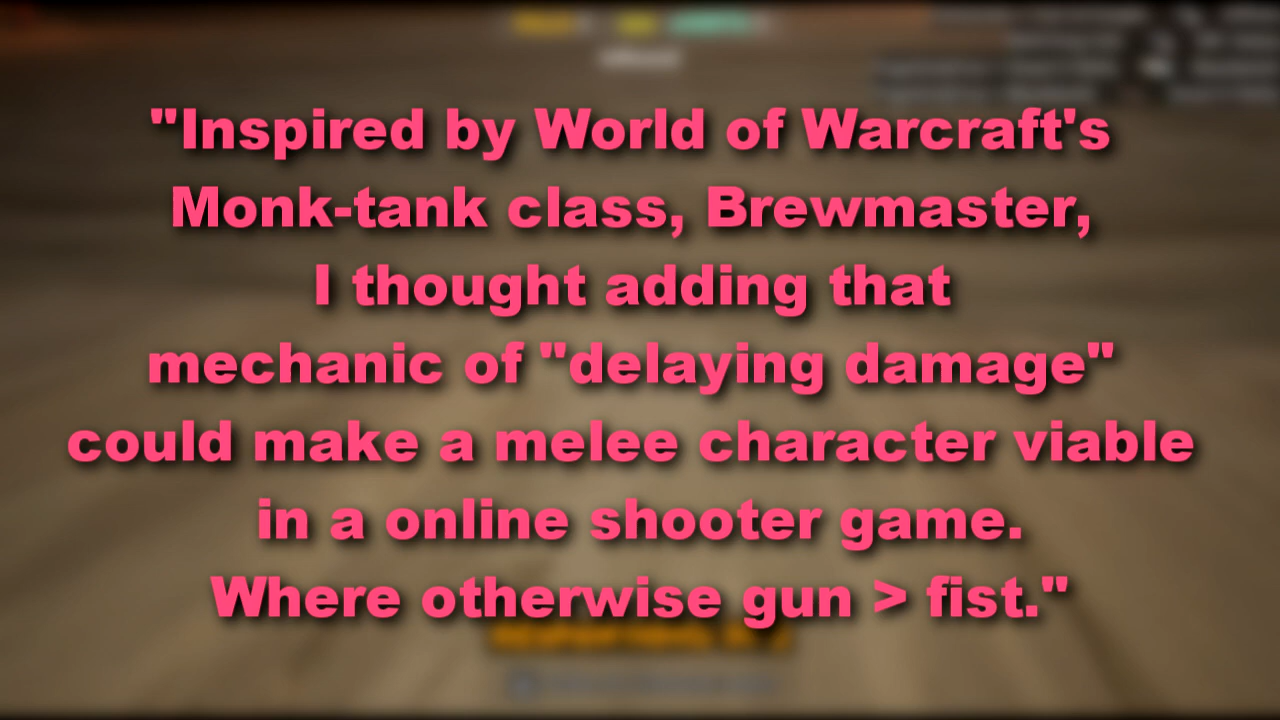 "Inspired by World of Warcraft's
Monk-tank class, Brewmaster,
I thought adding that
mechanic of "delaying damage"
could make a melee character viable
in a online shooter game.
Where otherwise gun > fist."